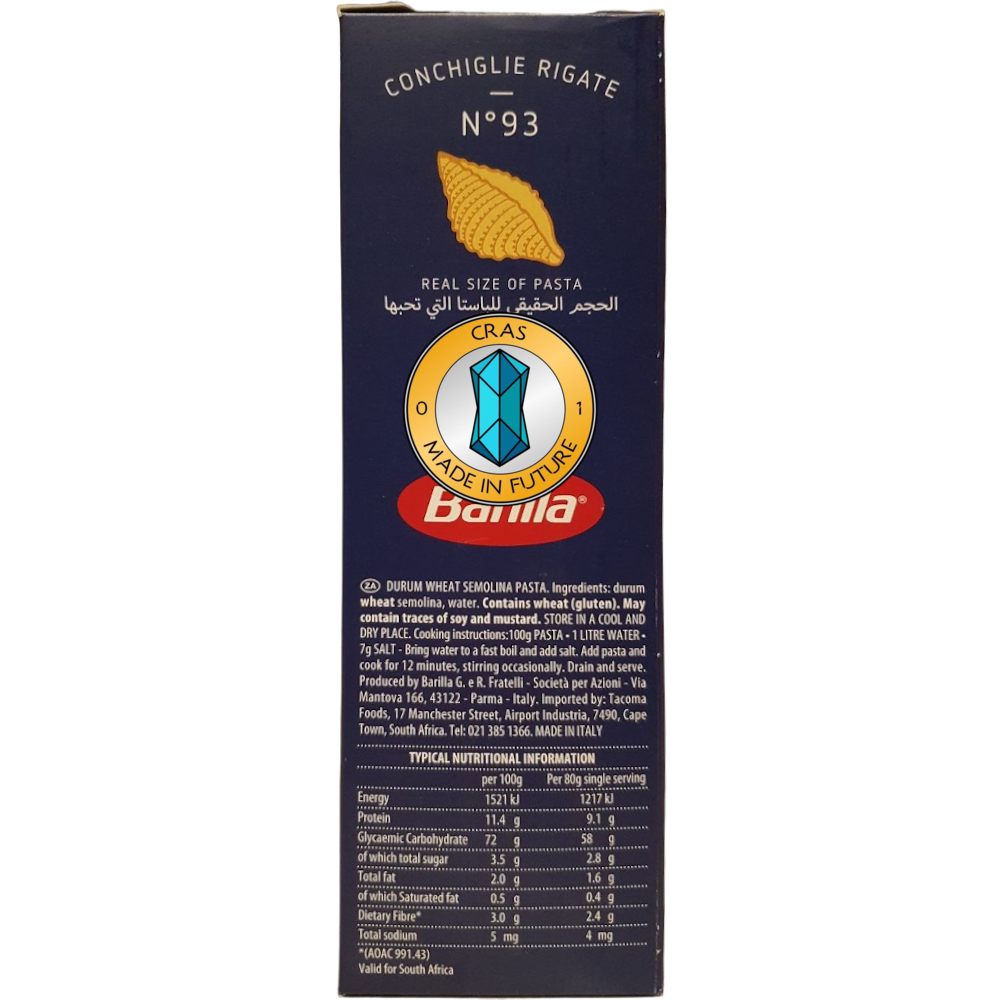 CONCHIGLIE RIGATE
N°93
REAL SIZE OF PASTA
الحجم الحقيقي للباستا التي تحبها
CRAS
0 1
MADE IN FUTURE
Barilla®
ZA DURUM WHEAT SEMOLINA PASTA. Ingredients: durum
wheat semolina, water. Contains wheat (gluten). May
contain traces of soy and mustard. STORE IN A COOL AND
DRY PLACE. Cooking instructions:100g PASTA • 1 LITRE WATER •
7g SALT - Bring water to a fast boil and add salt. Add pasta and
cook for 12 minutes, stirring occasionally. Drain and serve.
Produced by Barilla G. e R. Fratelli - Società per Azioni - Via
Mantova 166, 43122 - Parma - Italy. Imported by: Tacoma
Foods, 17 Manchester Street, Airport Industria, 7490, Cape
Town, South Africa. Tel: 021 385 1366. MADE IN ITALY
TYPICAL NUTRITIONAL INFORMATION
per 100g Per 80g single serving
Energy 1521 kJ 1217 kJ
Protein 11.4 g 9.1 g
Glycaemic Carbohydrate 72 g 58 g
of which total sugar 3.5 g 2.8 g
Total fat 2.0 g 1.6 g
of which Saturated fat 0.5 g 0.4 g
Dietary Fibre* 3.0 g 2.4 g
Total sodium 5 mg 4 mg
*(AOAC 991.43)
Valid for South Africa